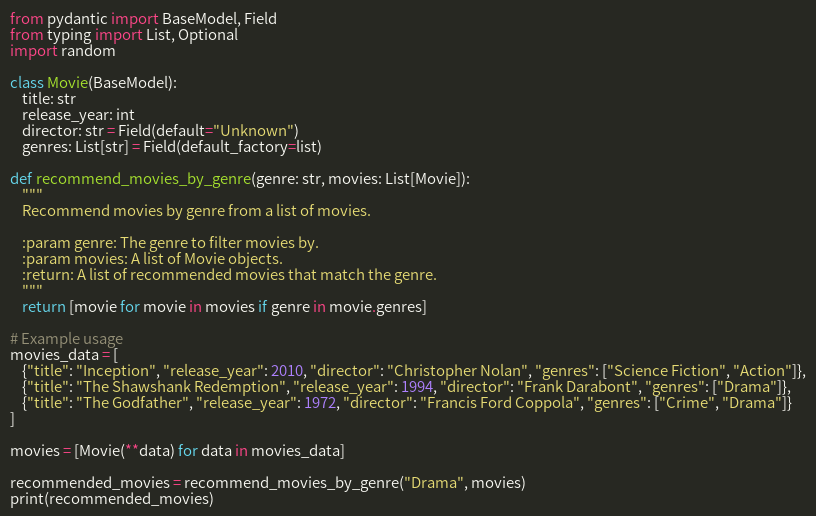 from pydantic import BaseModel, Field
from typing import List, Optional
import random

class Movie(BaseModel):
    title: str
    release_year: int
    director: str = Field(default="Unknown")
    genres: List[str] = Field(default_factory=list)

def recommend_movies_by_genre(genre: str, movies: List[Movie]):
    """
    Recommend movies by genre from a list of movies.

    :param genre: The genre to filter movies by.
    :param movies: A list of Movie objects.
    :return: A list of recommended movies that match the genre.
    """
    return [movie for movie in movies if genre in movie.genres]

# Example usage
movies_data = [
    {"title": "Inception", "release_year": 2010, "director": "Christopher Nolan", "genres": ["Science Fiction", "Action"]},
    {"title": "The Shawshank Redemption", "release_year": 1994, "director": "Frank Darabont", "genres": ["Drama"]},
    {"title": "The Godfather", "release_year": 1972, "director": "Francis Ford Coppola", "genres": ["Crime", "Drama"]}
]

movies = [Movie(**data) for data in movies_data]

recommended_movies = recommend_movies_by_genre("Drama", movies)
print(recommended_movies)